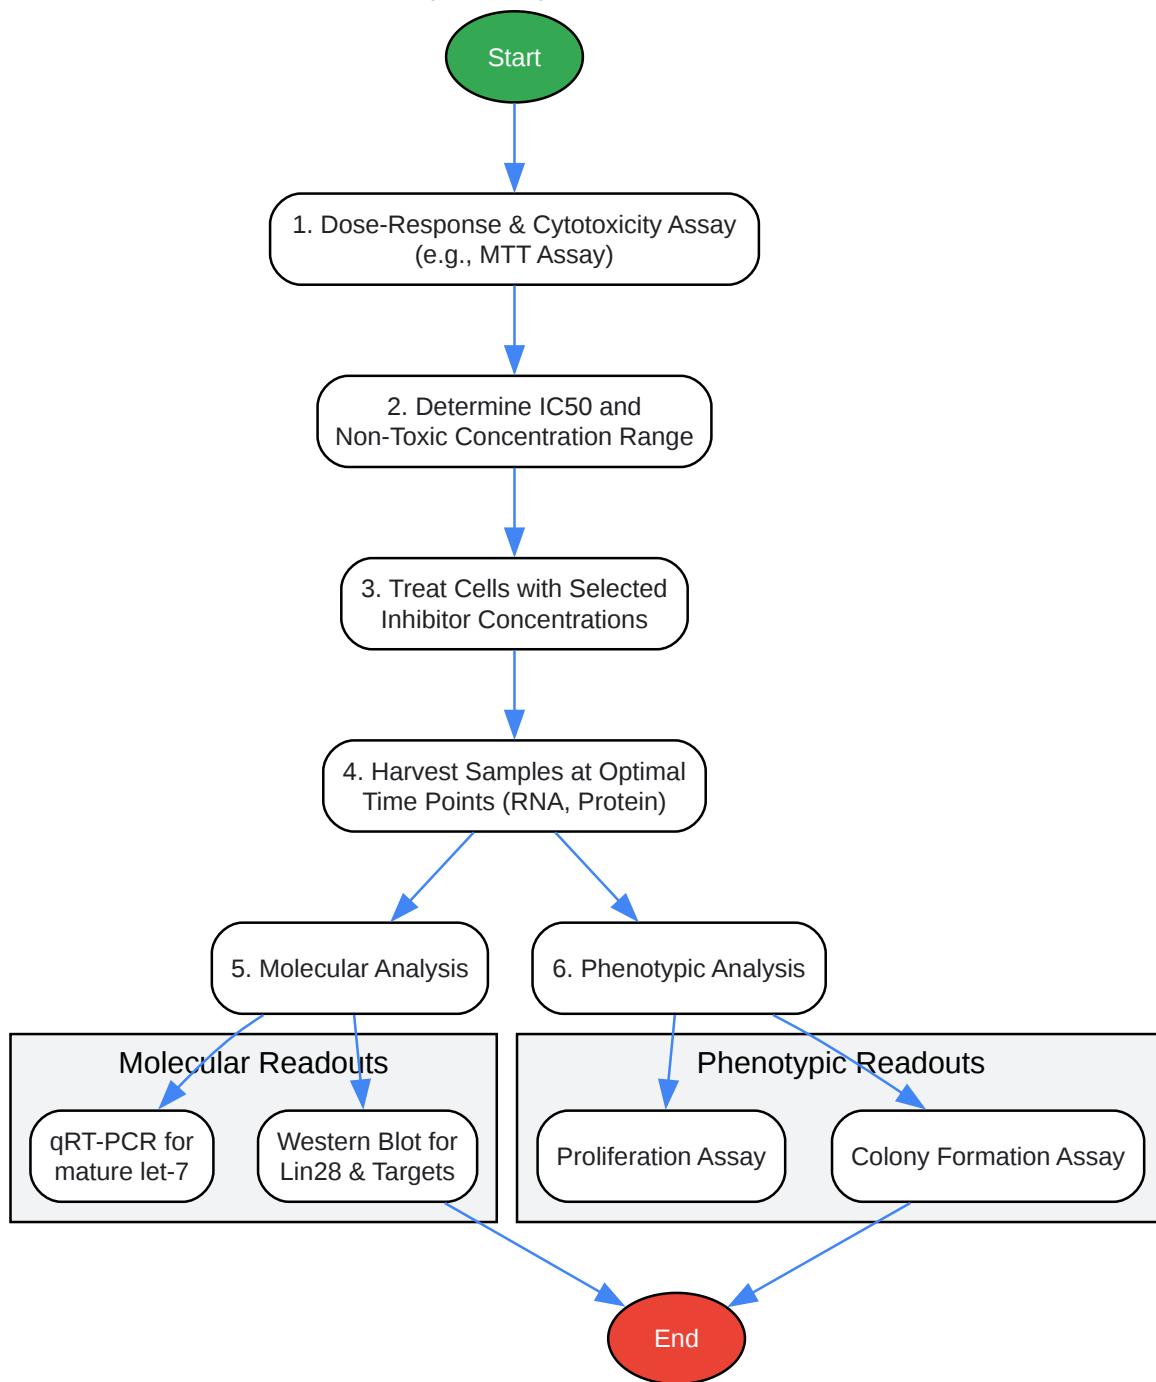 Start
1. Dose-Response & Cytotoxicity Assay
(e.g., MTT Assay)
2. Determine IC50 and
Non-Toxic Concentration Range
3. Treat Cells with Selected
Inhibitor Concentrations
4. Harvest Samples at Optimal
Time Points (RNA, Protein)
5. Molecular Analysis
6. Phenotypic Analysis
Molecular Readouts
Phenotypic Readouts
qRT-PCR for
mature let-7
Western Blot for
Lin28 & Targets
Proliferation Assay
Colony Formation Assay
End